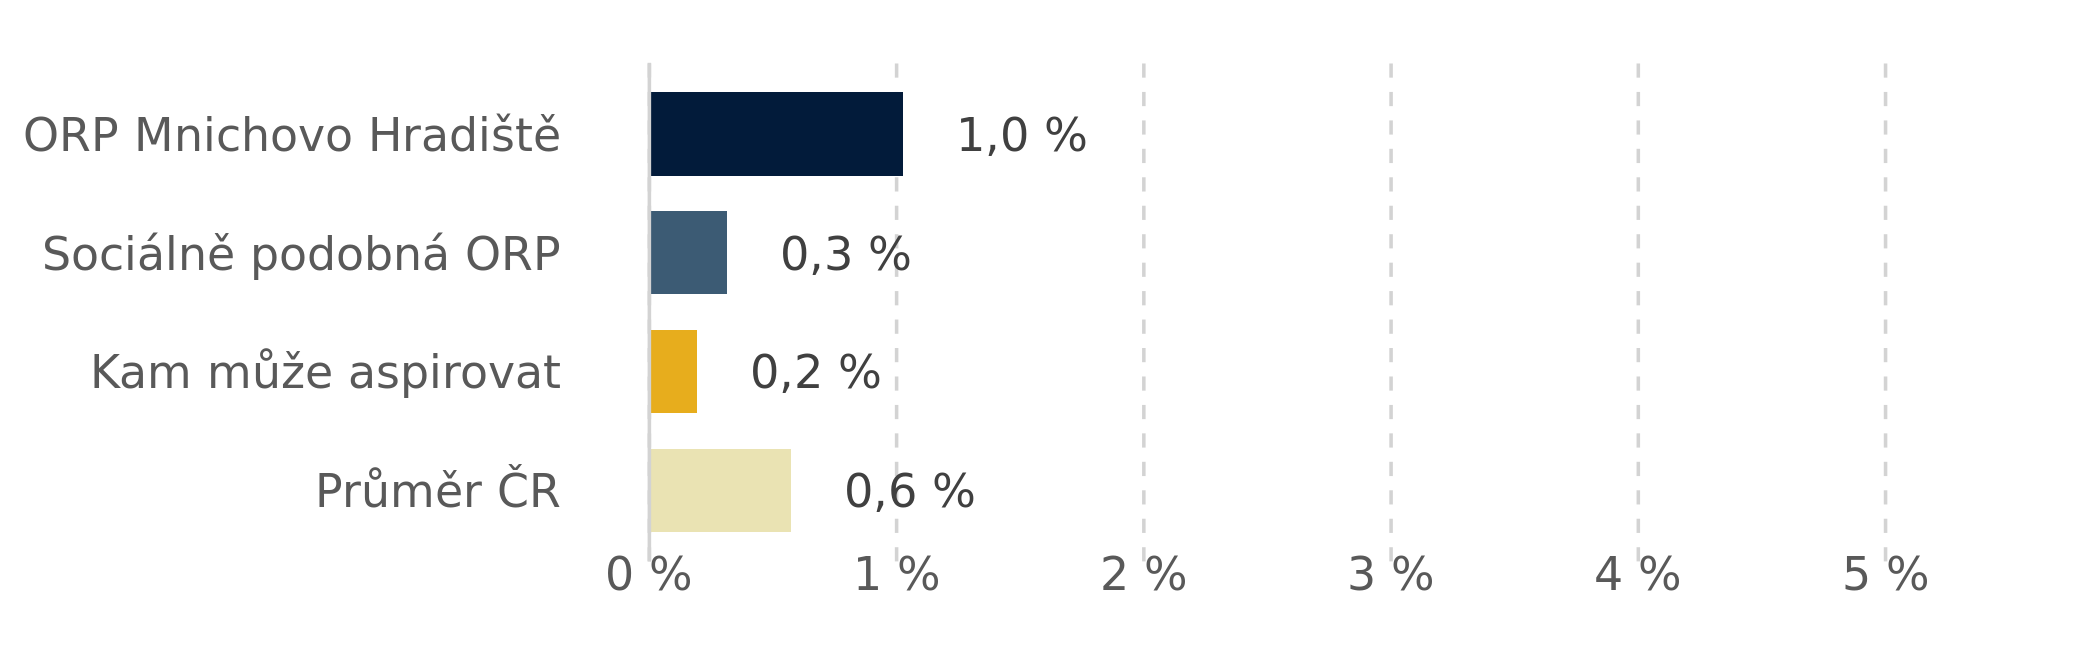 ORP Mnichovo Hradiště 1,0 %
Sociálně podobná ORP 0,3 %
Kam může aspirovat 0,2 %
Průměr ČR 0,6 %
0 % 1 % 2 % 3 % 4 % 5 %